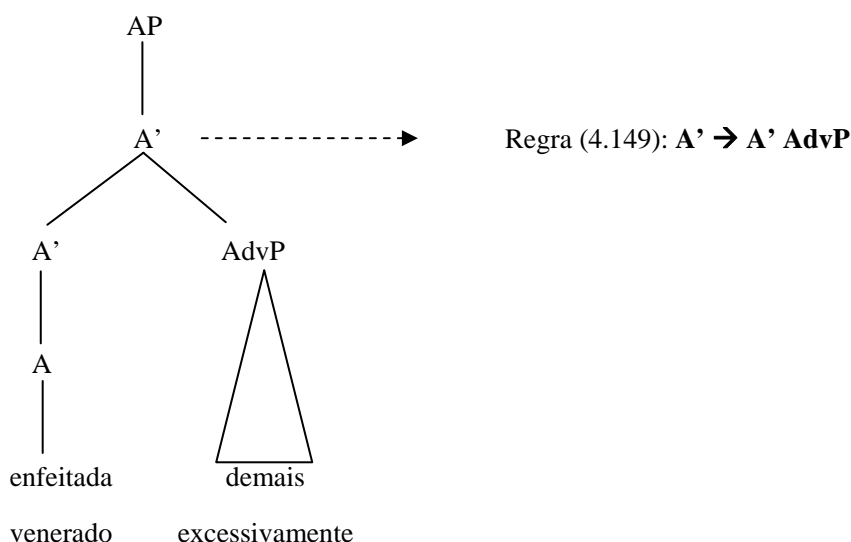 AP
A’ Regra (4.149): A’ → A’ AdvP
A’ AdvP
A
enfeitada demais
venerado excessivamente